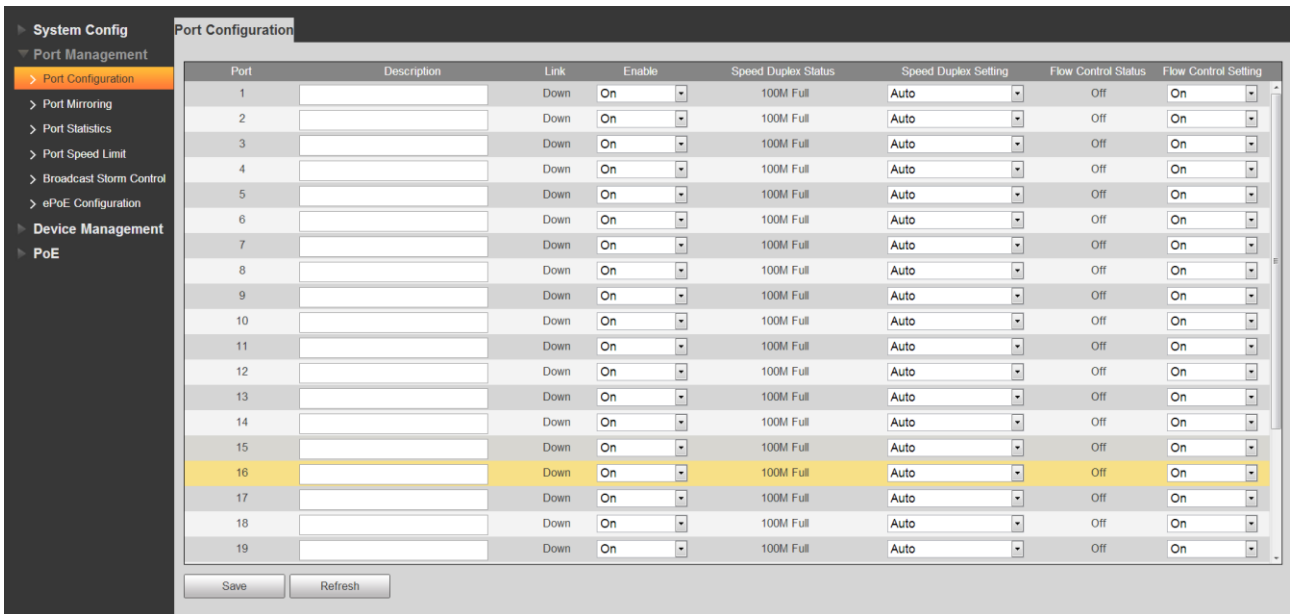 System Config
Port Management
Port Configuration
Port Mirroring
Port Statistics
Port Speed Limit
Broadcast Storm Control
ePoE Configuration
Device Management
PoE
Port Configuration
Port Description Link Enable Speed Duplex Status Speed Duplex Setting Flow Control Status Flow Control Setting
1 Down On 100M Full Auto Off On
2 Down On 100M Full Auto Off On
3 Down On 100M Full Auto Off On
4 Down On 100M Full Auto Off On
5 Down On 100M Full Auto Off On
6 Down On 100M Full Auto Off On
7 Down On 100M Full Auto Off On
8 Down On 100M Full Auto Off On
9 Down On 100M Full Auto Off On
10 Down On 100M Full Auto Off On
11 Down On 100M Full Auto Off On
12 Down On 100M Full Auto Off On
13 Down On 100M Full Auto Off On
14 Down On 100M Full Auto Off On
15 Down On 100M Full Auto Off On
16 Down On 100M Full Auto Off On
17 Down On 100M Full Auto Off On
18 Down On 100M Full Auto Off On
19 Down On 100M Full Auto Off On
Save Refresh